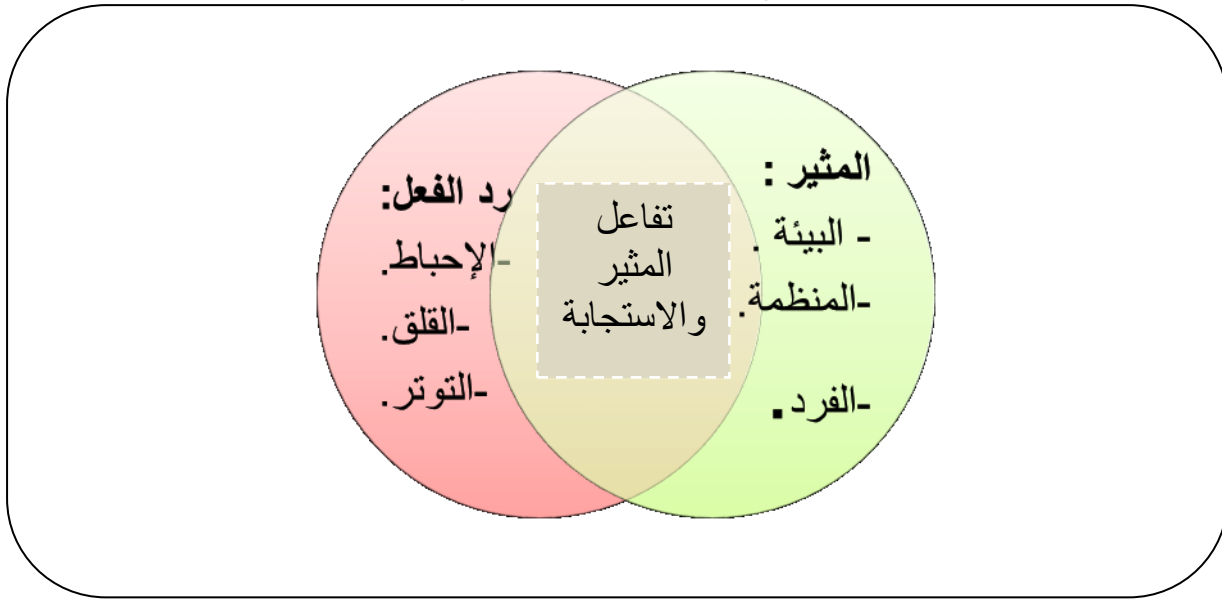 المثير :
- البيئة .
-المنظمة.
-الفرد.
تفاعل
المثير
والاستجابة
رد الفعل:
-الإحباط.
-القلق.
-التوتر.